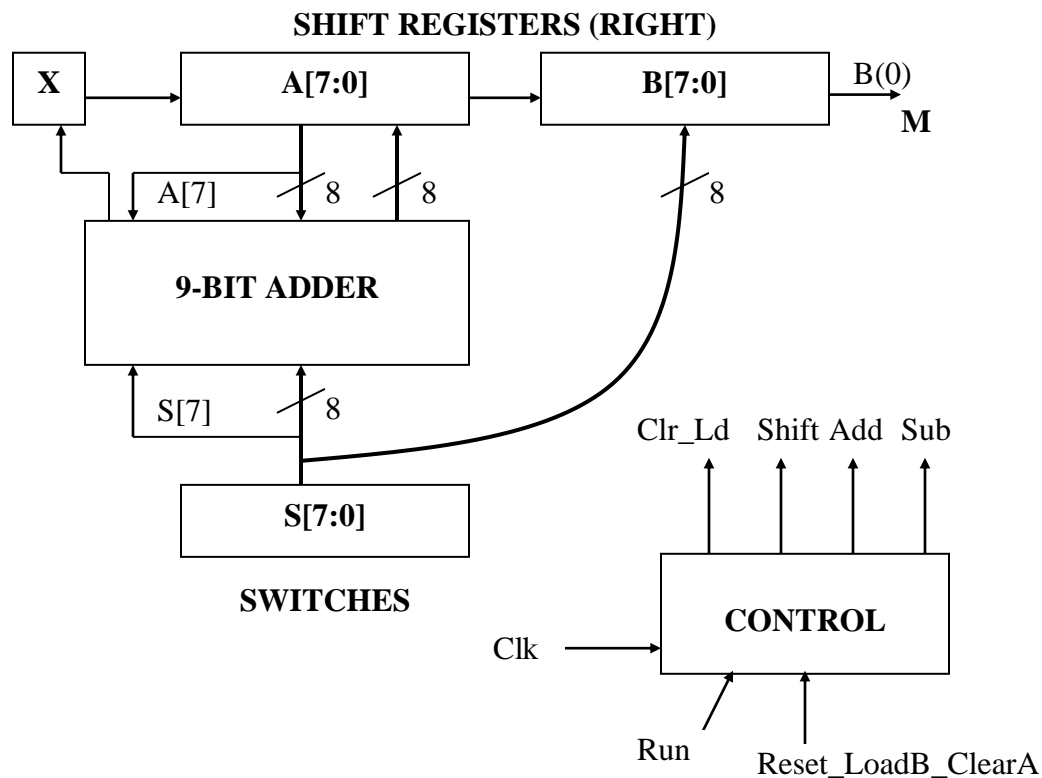 SHIFT REGISTERS (RIGHT)
X
A[7:0]
B[7:0]
B(0)
M
A[7]
8
8
8
9-BIT ADDER
S[7]
8
S[7:0]
SWITCHES
Clr_Ld
Shift
Add
Sub
CONTROL
Clk
Run
Reset_LoadB_ClearA